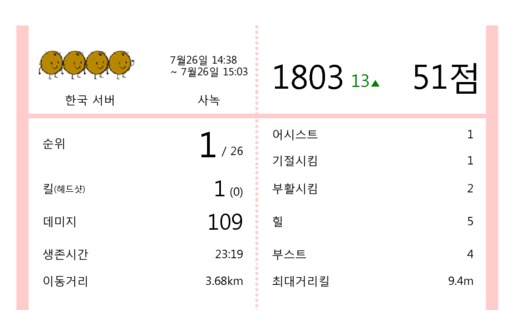 7월26일 14:38
~ 7월26일 15:03
한국 서버
사녹
1803 13▲
51점
순위
1 / 26
킬(헤드샷)
1 (0)
데미지
109
생존시간
23:19
이동거리
3.68km
어시스트
1
기절시킴
1
부활시킴
2
힐
5
부스트
4
최대거리킬
9.4m